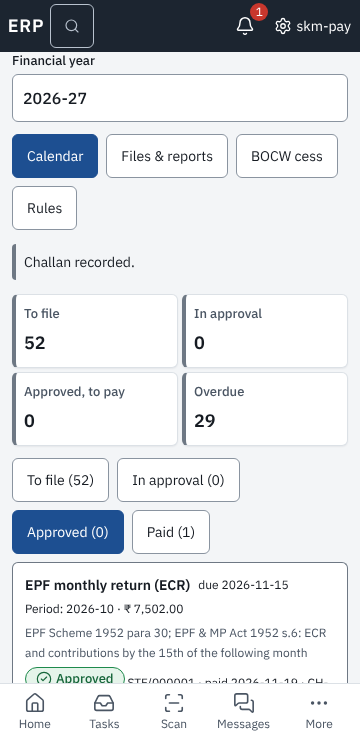 ERP
1
skm-pay
Financial year
2026-27
Calendar
Files & reports
BOCW cess
Rules
Challan recorded.
To file
In approval
52
0
Approved, to pay
Overdue
0
29
To file (52)
In approval (0)
Approved (0)
Paid (1)
EPF monthly return (ECR) due 2026-11-15
Period: 2026-10 · ₹ 7,502.00
EPF Scheme 1952 para 30; EPF & MP Act 1952 s.6: ECR
and contributions by the 15th of the following month
Approved STE/000001 · paid 2026-11-19 · CH-
Home
Tasks
Scan
Messages
More